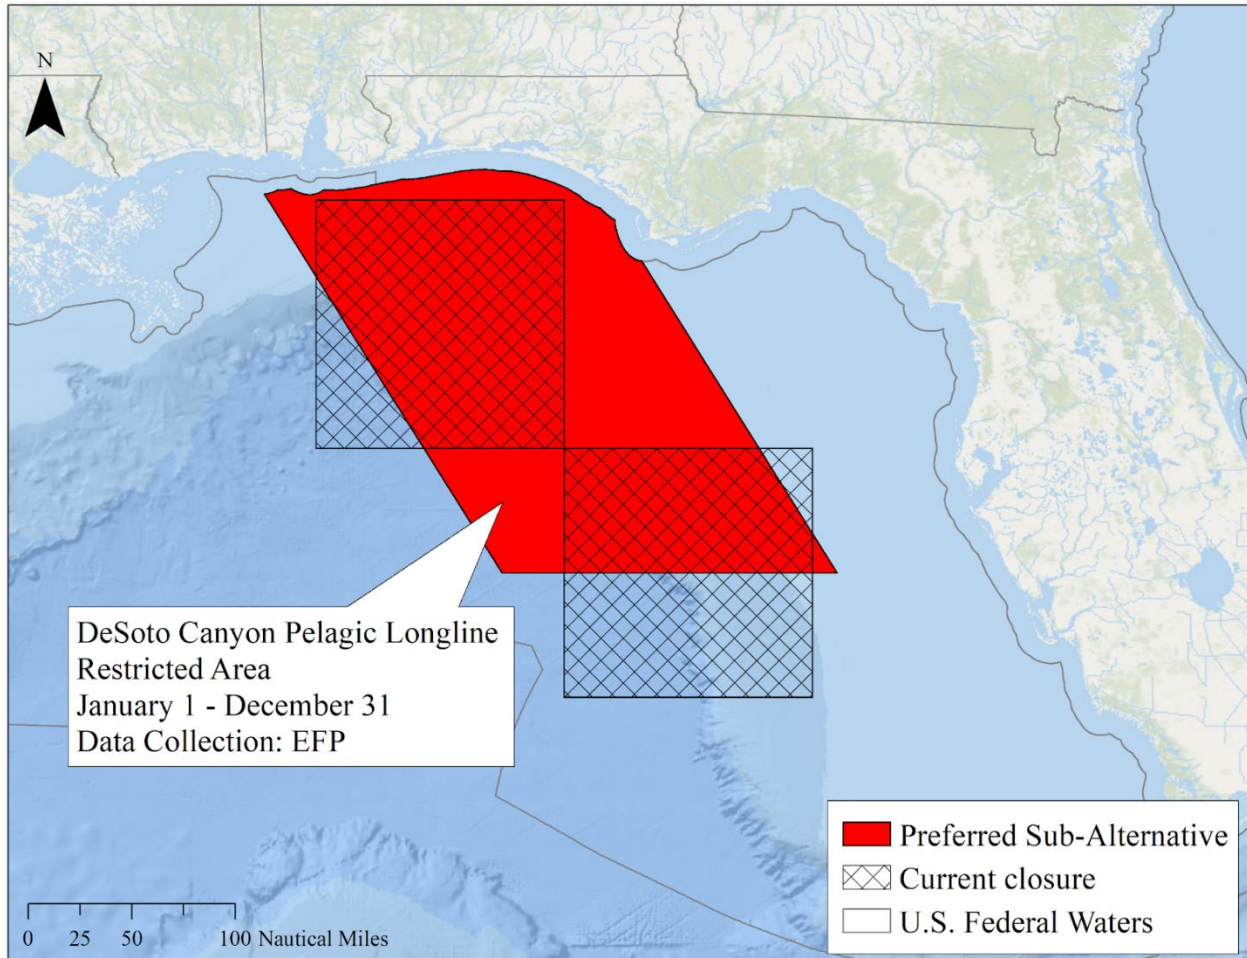 N
DeSoto Canyon Pelagic Longline
Restricted Area
January 1 - December 31
Data Collection: EFP
Preferred Sub-Alternative
Current closure
U.S. Federal Waters
0 25 50 100 Nautical Miles